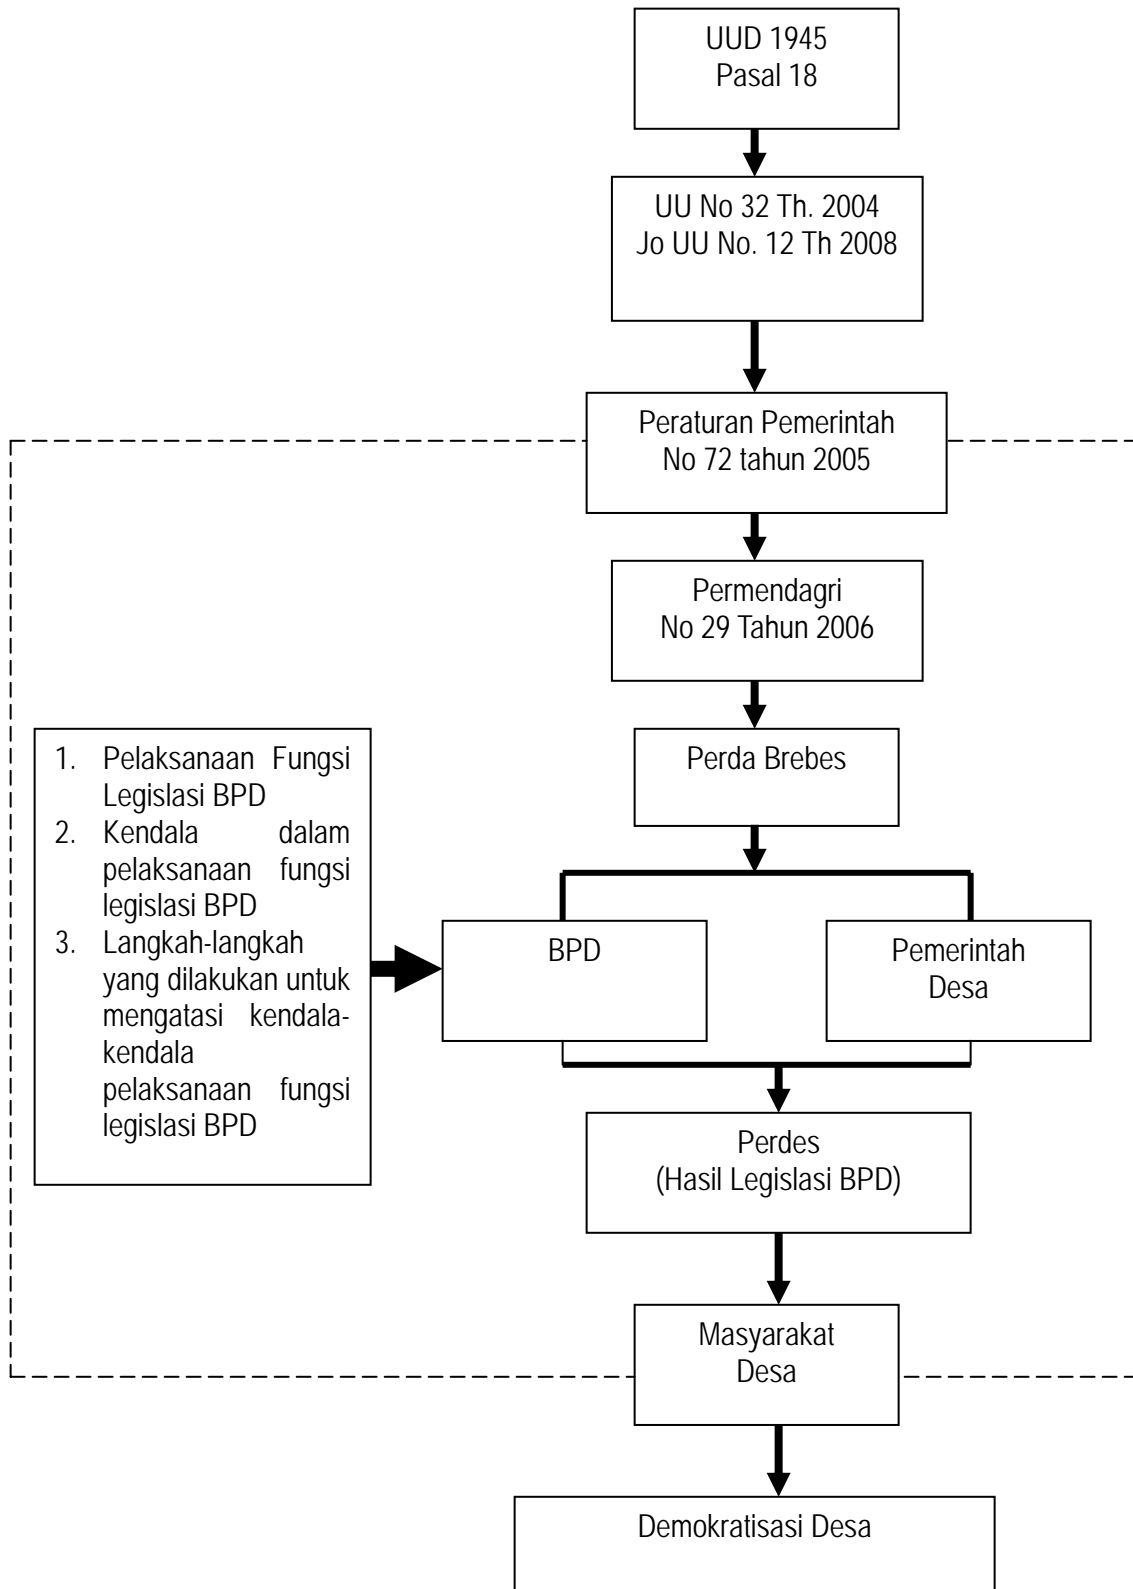 UUD 1945
Pasal 18
UU No 32 Th. 2004
Jo UU No. 12 Th 2008
Peraturan Pemerintah
No 72 tahun 2005
Permendagri
No 29 Tahun 2006
Perda Brebes
1. Pelaksanaan Fungsi
Legislasi BPD
2. Kendala dalam
pelaksanaan fungsi
legislasi BPD
3. Langkah-langkah
yang dilakukan untuk
mengatasi kendala-
kendala
pelaksanaan fungsi
legislasi BPD
BPD
Pemerintah
Desa
Perdes
(Hasil Legislasi BPD)
Masyarakat
Desa
Demokratisasi Desa